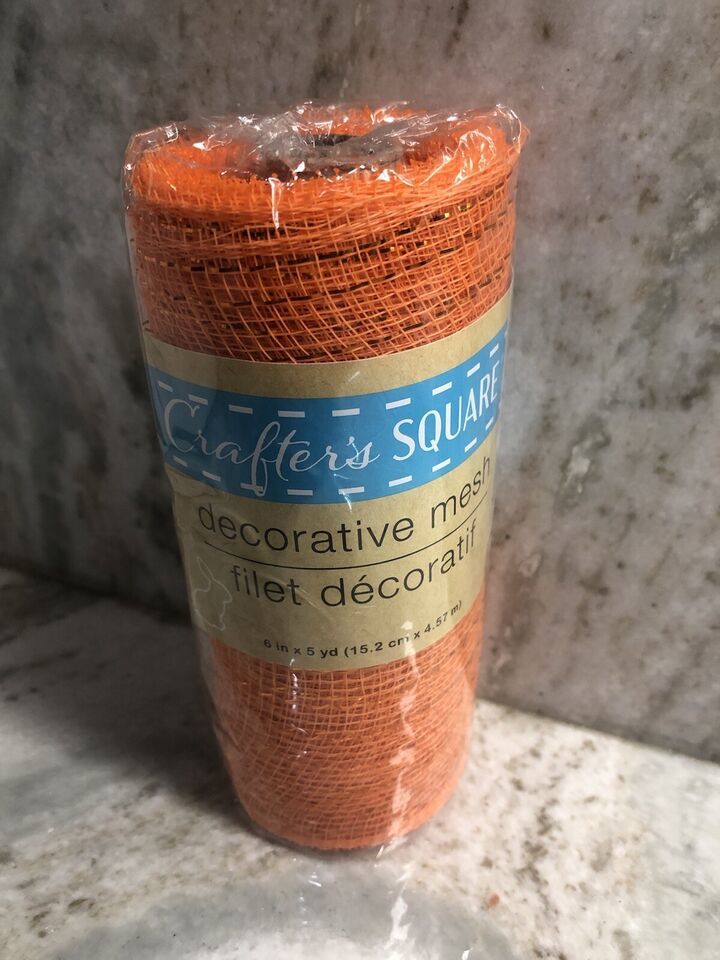 Crafter's SQUARE
decorative mesh
filet décoratif
6 in x 5 yd (15.2 cm x 4.57 m)